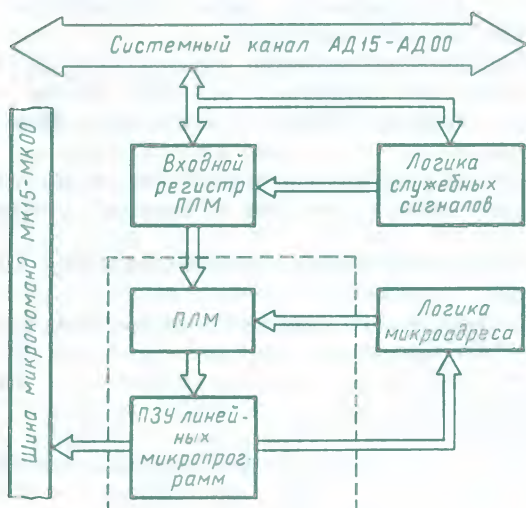 Системный канал АД15-АД00
Шина микрокоманд МК15-МК00
Входной
регистр
ПЛМ
Логика
служебных
сигналов
ПЛМ
Логика
микроадреса
ПЗУ линей-
ных
микропрог-
рамм